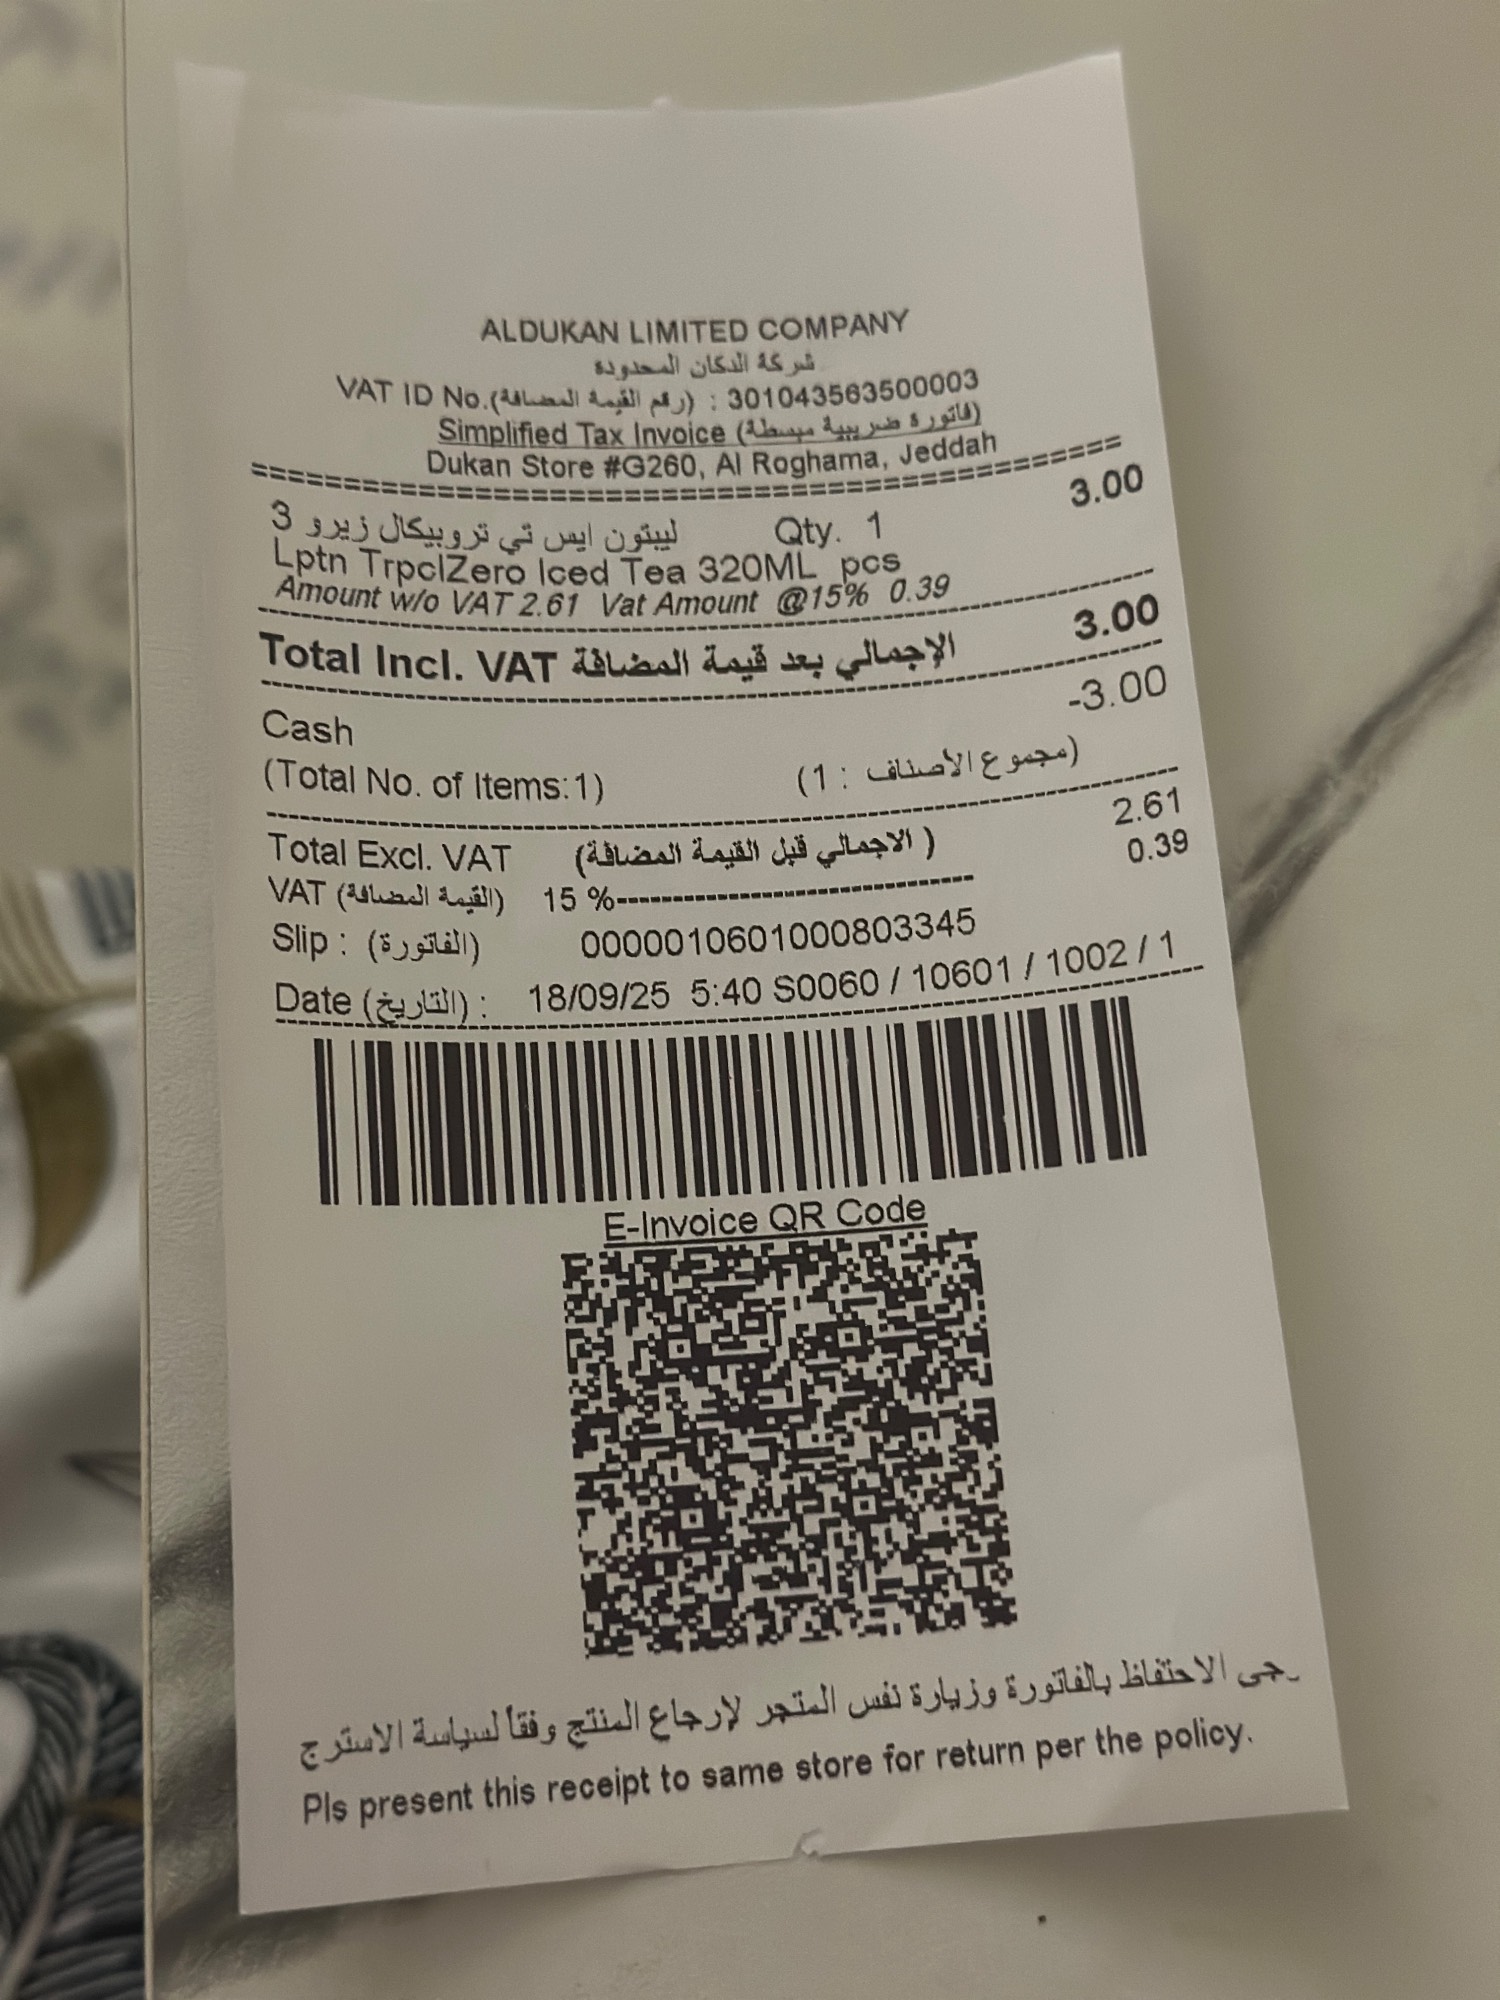 ALDUKAN LIMITED COMPANY
شركة الدكان المحدودة
VAT ID No.(رقم القيمة المضافة) : 301043563500003
Simplified Tax Invoice (فاتورة ضريبية مبسطة)
Dukan Store #G260, Al Roghama, Jeddah
================================================
ليبتون ايس تي تروبيكال زيرو 3 Qty. 1 3.00
Lptn TrpclZero Iced Tea 320ML pcs
Amount w/o VAT 2.61 Vat Amount @15% 0.39
Total Incl. VAT الإجمالي بعد قيمة المضافة 3.00
Cash -3.00
(Total No. of Items:1) (مجموع الأصناف : 1)
Total Excl. VAT (الاجمالي قبل القيمة المضافة ) 2.61
VAT (القيمة المضافة) 15 %-------------------------------- 0.39
Slip : (الفاتورة) 0000010601000803345
Date (التاريخ) : 18/09/25 5:40 S0060 / 10601 / 1002 / 1
E-Invoice QR Code
الاحتفاظ بالفاتورة وزيارة نفس المتجر لإرجاع المنتج وفقاً لسياسة الاسترج
Pls present this receipt to same store for return per the policy.